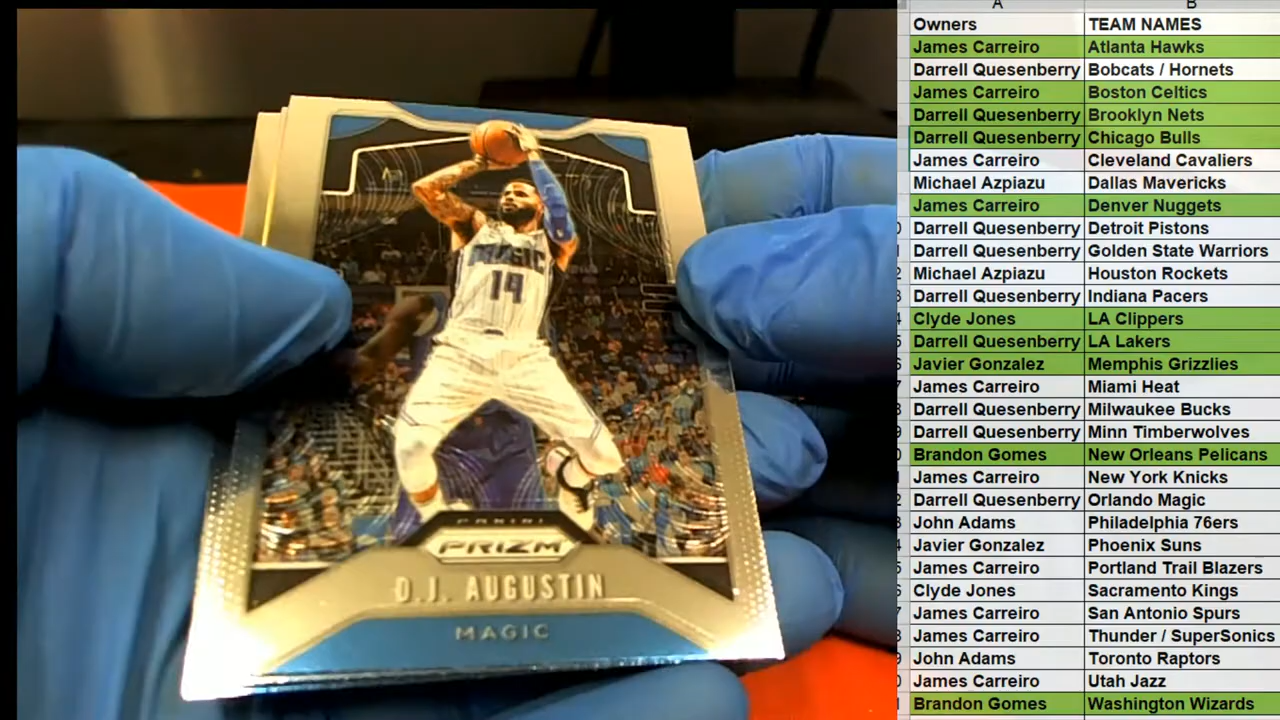 MAGIC
14
PANINI
PRIZM
D.J. AUGUSTIN
MAGIC
A B
Owners TEAM NAMES
James Carreiro Atlanta Hawks
Darrell Quesenberry Bobcats / Hornets
James Carreiro Boston Celtics
Darrell Quesenberry Brooklyn Nets
Darrell Quesenberry Chicago Bulls
James Carreiro Cleveland Cavaliers
Michael Azpiazu Dallas Mavericks
James Carreiro Denver Nuggets
Darrell Quesenberry Detroit Pistons
Darrell Quesenberry Golden State Warriors
Michael Azpiazu Houston Rockets
Darrell Quesenberry Indiana Pacers
Clyde Jones LA Clippers
Darrell Quesenberry LA Lakers
Javier Gonzalez Memphis Grizzlies
James Carreiro Miami Heat
Darrell Quesenberry Milwaukee Bucks
Darrell Quesenberry Minn Timberwolves
Brandon Gomes New Orleans Pelicans
James Carreiro New York Knicks
Darrell Quesenberry Orlando Magic
John Adams Philadelphia 76ers
Javier Gonzalez Phoenix Suns
James Carreiro Portland Trail Blazers
Clyde Jones Sacramento Kings
James Carreiro San Antonio Spurs
James Carreiro Thunder / SuperSonics
John Adams Toronto Raptors
James Carreiro Utah Jazz
Brandon Gomes Washington Wizards